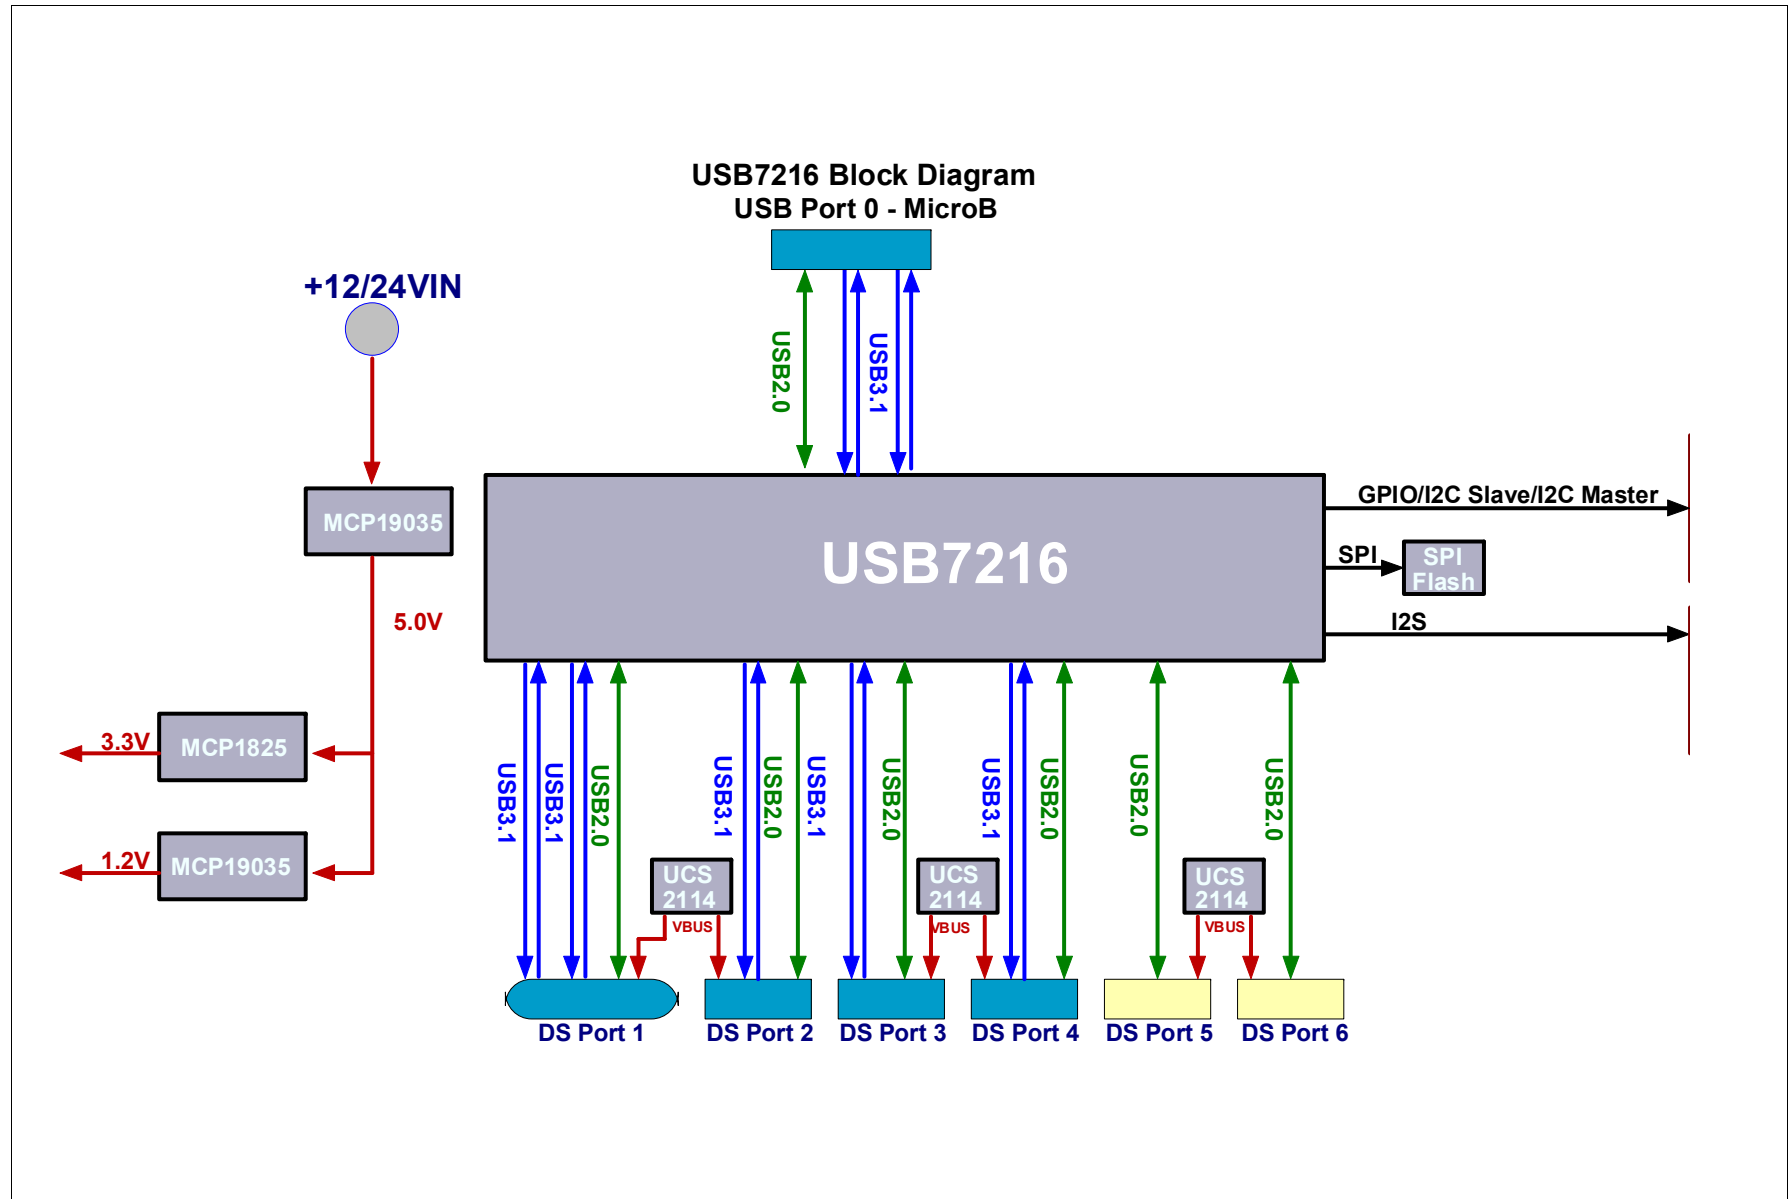 USB7216 Block Diagram
USB Port 0 - MicroB
+12/24VIN
USB2.0
USB3.1
MCP19035
5.0V
3.3V
MCP1825
1.2V
MCP19035
USB7216
GPIO/I2C Slave/I2C Master
SPI
SPI
Flash
I2S
USB3.1
USB3.1
USB2.0
USB3.1
USB2.0
USB3.1
USB2.0
USB3.1
USB2.0
USB2.0
USB2.0
UCS
2114
VBUS
UCS
2114
VBUS
UCS
2114
VBUS
DS Port 1
DS Port 2
DS Port 3
DS Port 4
DS Port 5
DS Port 6